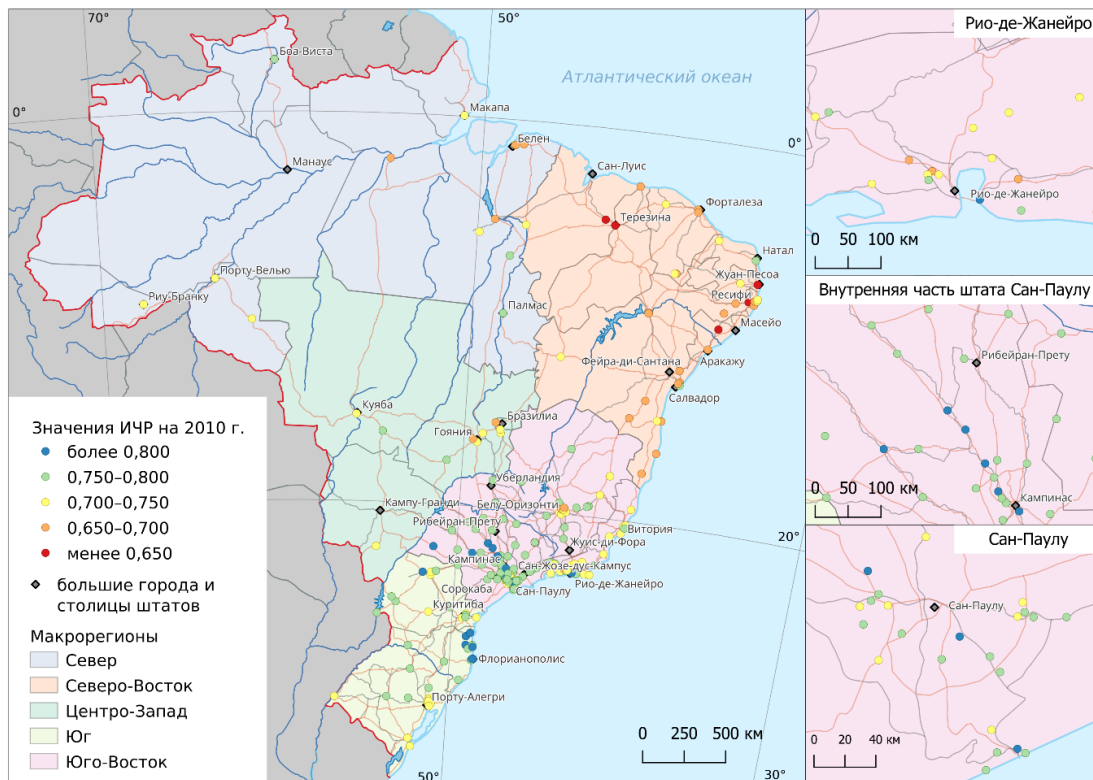 70°
50°
Рио-де-Жанейро
Боа-Виста
Атлантический океан
0°
Макапа
Белен
0°
Манаус
Сан-Луис
Рио-де-Жанейро
Терезина
Форталеза
0 50 100 км
Натал
Порту-Велью
Жуан-Песоа
Внутренняя часть штата Сан-Паулу
Риу-Бранку
Палмас
Ресифи
Масейо
Рибейран-Прету
Фейра-ди-Сантана
Аракажу
Салвадор
Куяба
Бразилиа
Гояния
Значения ИЧР на 2010 г.
более 0,800
0,750–0,800
0,700–0,750
0,650–0,700
менее 0,650
большие города и
столицы штатов
Макрорегионы
Север
Северо-Восток
Центро-Запад
Юг
Юго-Восток
Уберландия
Кампу-Гранди
Белу-Оризонти
0 50 100 км
Кампинас
Рибейран-Прету
Витория
20°
Жуис-ди-Фора
Сан-Паулу
Кампинас
Сан-Жозе-дус-Кампус
Рио-де-Жанейро
Сорокаба
Сан-Паулу
Куритиба
Сан-Паулу
Флорианополис
Порту-Алегри
0 250 500 км
0 20 40 км
50°
30°